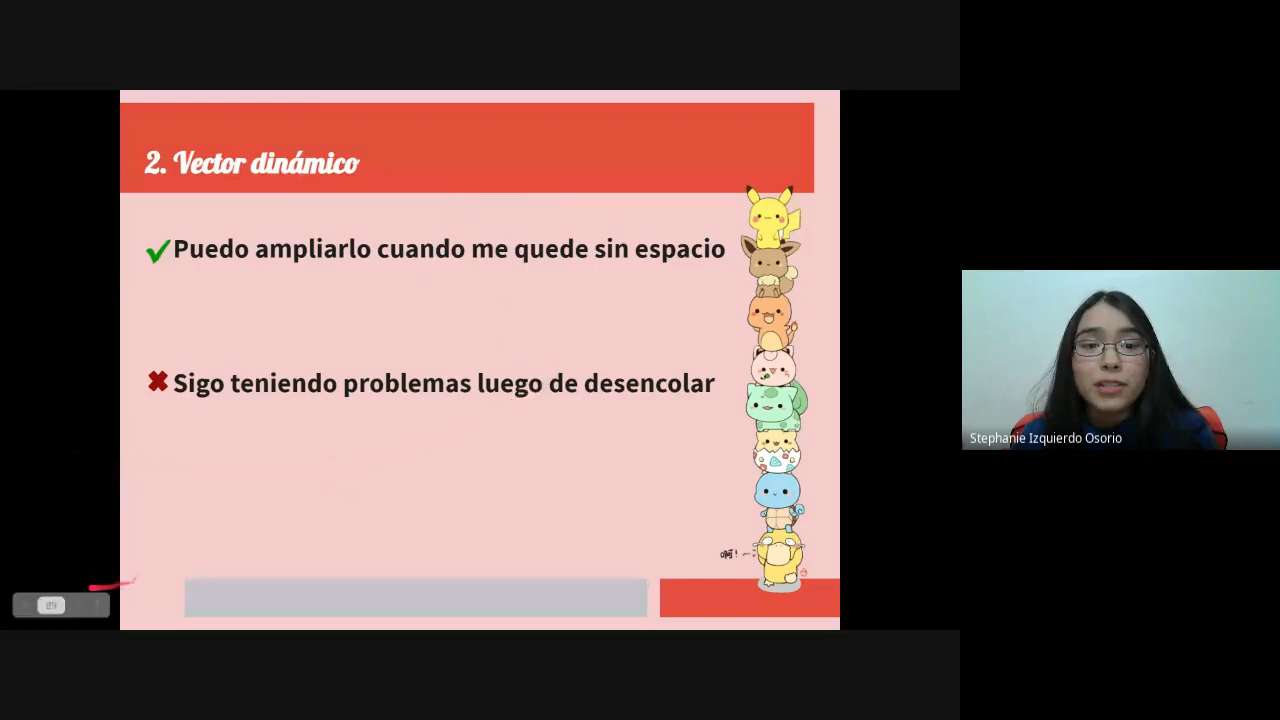 2. Vector dinámico
✔Puedo ampliarlo cuando me quede sin espacio
✖Sigo teniendo problemas luego de desencolar
Stephanie Izquierdo Osorio